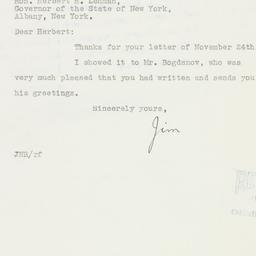 Hon. Herbert H. Lehman,
Governor of the State of New York,
Albany, New York.
Dear Herbert:
Thanks for your letter of November 24th
I showed it to Mr. Bogdanov, who was
very much pleased that you had written and sends you
his greetings.
Sincerely yours,
Jim
JNR/rf